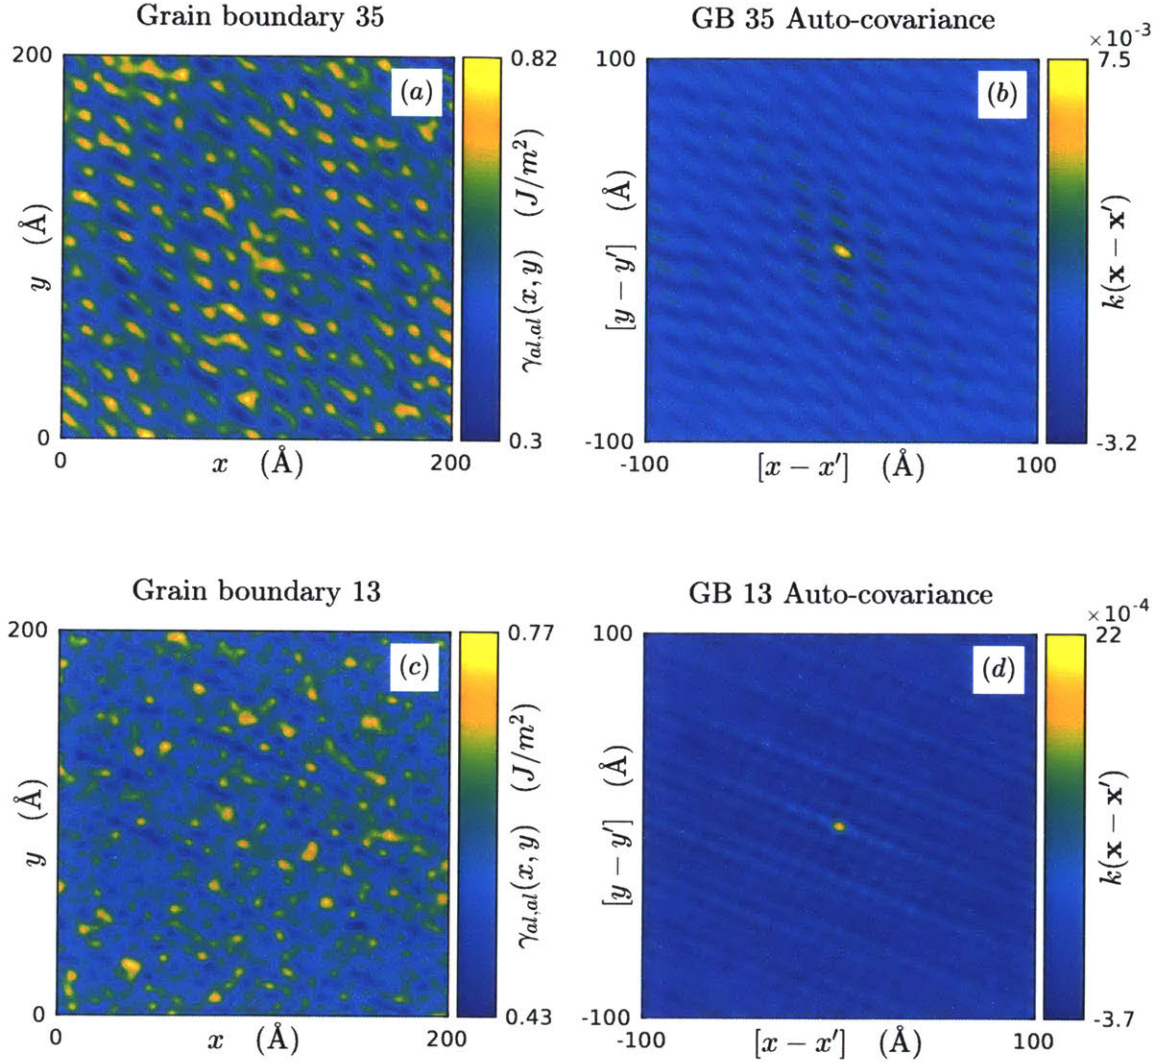 Grain boundary 35
GB 35 Auto-covariance
200
(a)
0.82
y (Å)
0
0
x (Å)
200
0.3
γal,al(x, y) (J/m²)
100
(b)
×10⁻³
7.5
[y − y′] (Å)
-100
-100
[x − x′] (Å)
100
-3.2
k(x − x′)
Grain boundary 13
GB 13 Auto-covariance
200
(c)
0.77
y (Å)
0
0
x (Å)
200
0.43
γal,al(x, y) (J/m²)
100
(d)
×10⁻⁴
22
[y − y′] (Å)
-100
-100
[x − x′] (Å)
100
-3.7
k(x − x′)